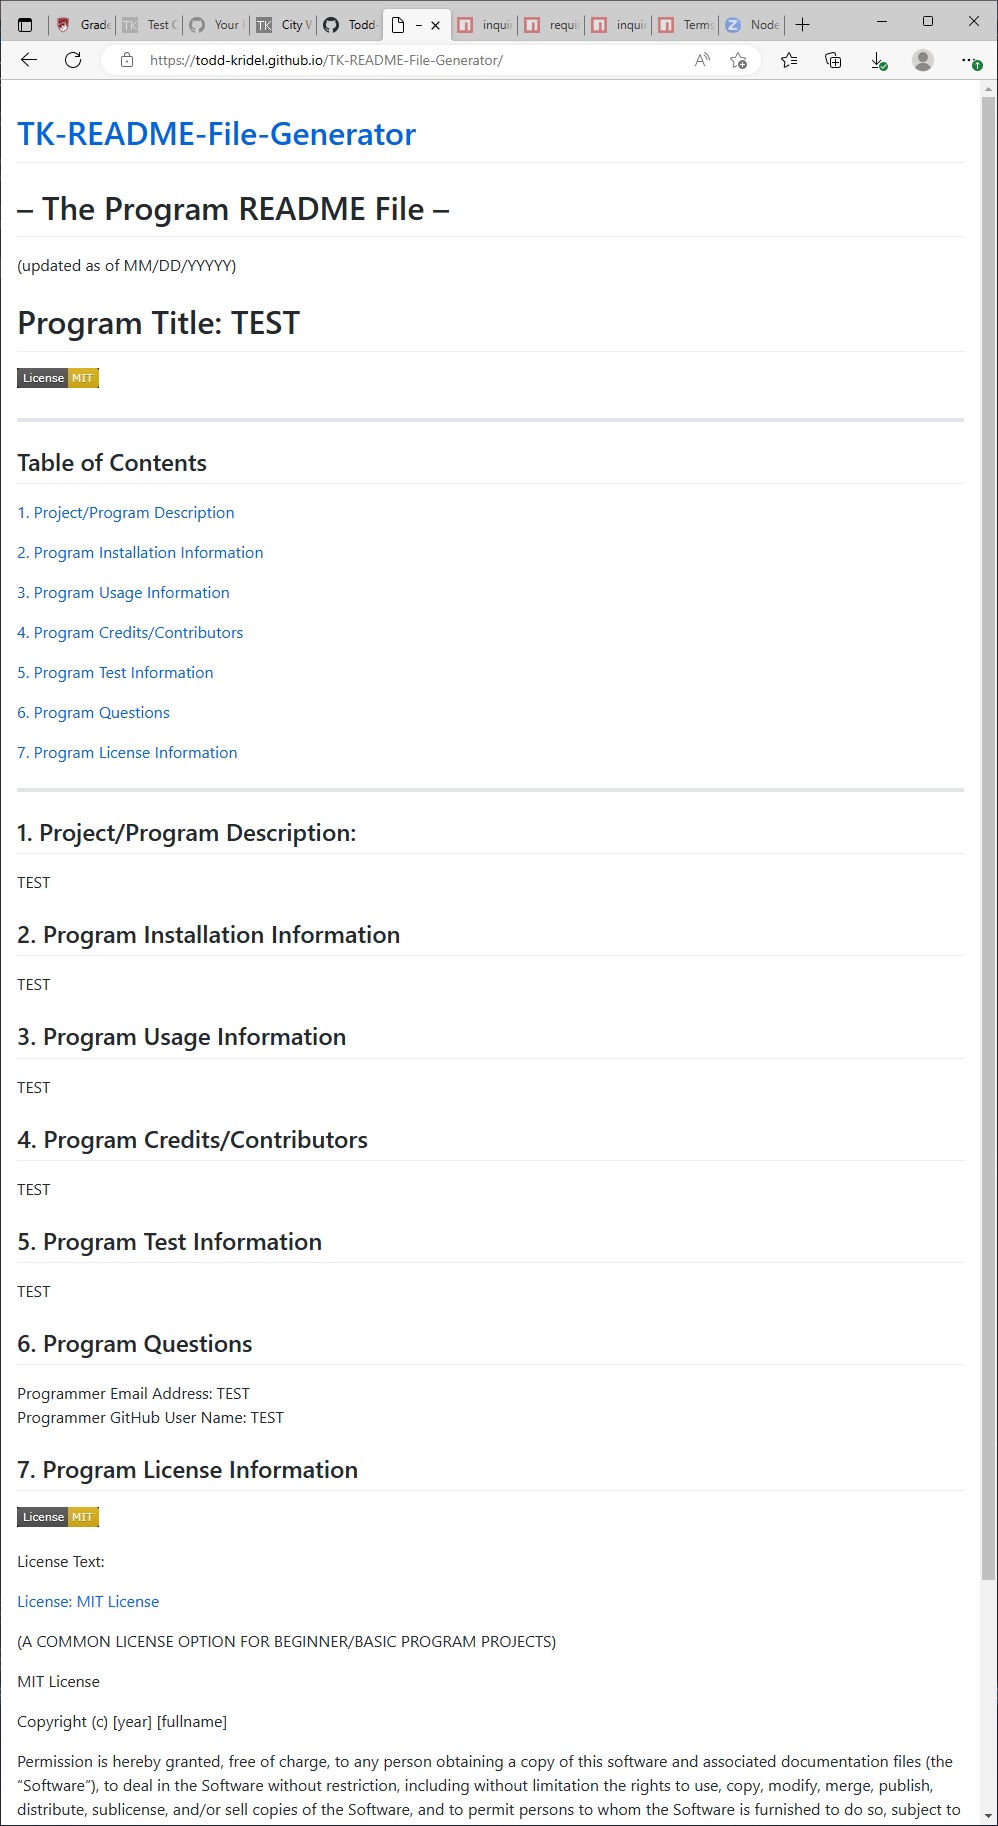 Grade
Test C
Your
City W
Todd-
–
inquir
requir
inquir
Terms
Node
https://todd-kridel.github.io/TK-README-File-Generator/
TK-README-File-Generator
– The Program README File –
(updated as of MM/DD/YYYYY)
Program Title: TEST
License MIT
Table of Contents
1. Project/Program Description
2. Program Installation Information
3. Program Usage Information
4. Program Credits/Contributors
5. Program Test Information
6. Program Questions
7. Program License Information
1. Project/Program Description:
TEST
2. Program Installation Information
TEST
3. Program Usage Information
TEST
4. Program Credits/Contributors
TEST
5. Program Test Information
TEST
6. Program Questions
Programmer Email Address: TEST
Programmer GitHub User Name: TEST
7. Program License Information
License MIT
License Text:
License: MIT License
(A COMMON LICENSE OPTION FOR BEGINNER/BASIC PROGRAM PROJECTS)
MIT License
Copyright (c) [year] [fullname]
Permission is hereby granted, free of charge, to any person obtaining a copy of this software and associated documentation files (the
“Software”), to deal in the Software without restriction, including without limitation the rights to use, copy, modify, merge, publish,
distribute, sublicense, and/or sell copies of the Software, and to permit persons to whom the Software is furnished to do so, subject to